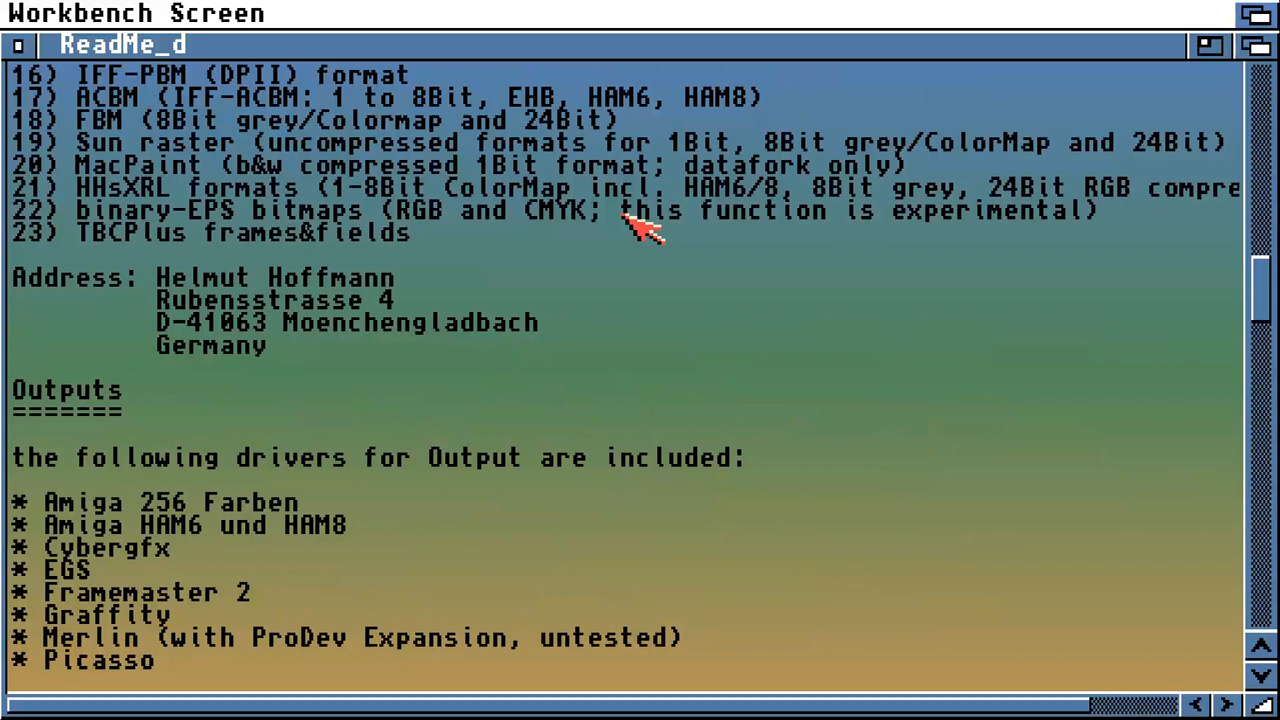 Workbench Screen
ReadMe_d
16) IFF-PBM (DPII) format
17) ACBM (IFF-ACBM: 1 to 8Bit, EHB, HAM6, HAM8)
18) FBM (8Bit grey/Colormap and 24Bit)
19) Sun raster (uncompressed formats for 1Bit, 8Bit grey/ColorMap and 24Bit)
20) MacPaint (b&w compressed 1Bit format; datafork only)
21) HHsXRL formats (1-8Bit ColorMap incl. HAM6/8, 8Bit grey, 24Bit RGB compre
22) binary-EPS bitmaps (RGB and CMYK; this function is experimental)
23) TBCPlus frames&fields
Address: Helmut Hoffmann
Rubensstrasse 4
D-41063 Moenchengladbach
Germany
Outputs
=======
the following drivers for Output are included:
* Amiga 256 Farben
* Amiga HAM6 und HAM8
* Cybergfx
* EGS
* Framemaster 2
* Graffity
* Merlin (with ProDev Expansion, untested)
* Picasso